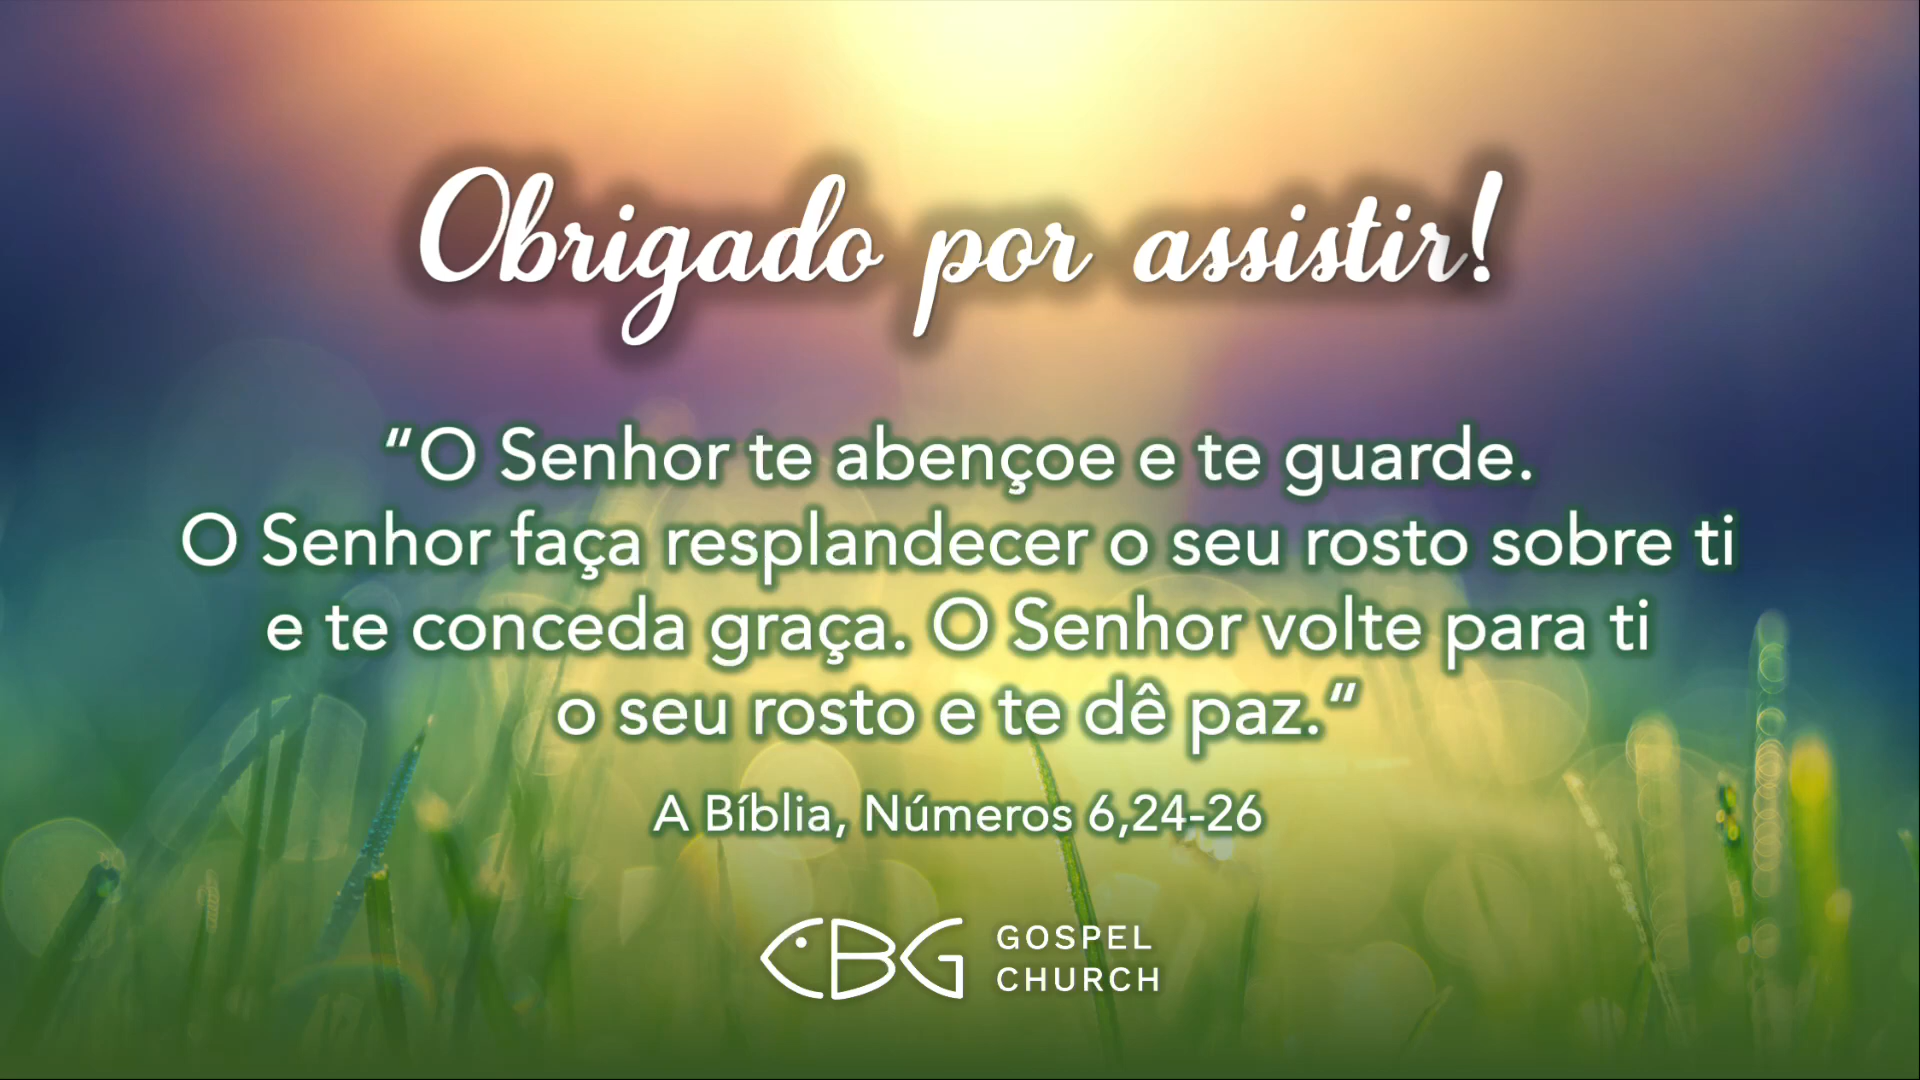 Obrigado por assistir!
“O Senhor te abençoe e te guarde.
O Senhor faça resplandecer o seu rosto sobre ti
e te conceda graça. O Senhor volte para ti
o seu rosto e te dê paz.“
A Bíblia, Números 6,24-26
CBG GOSPEL
CHURCH